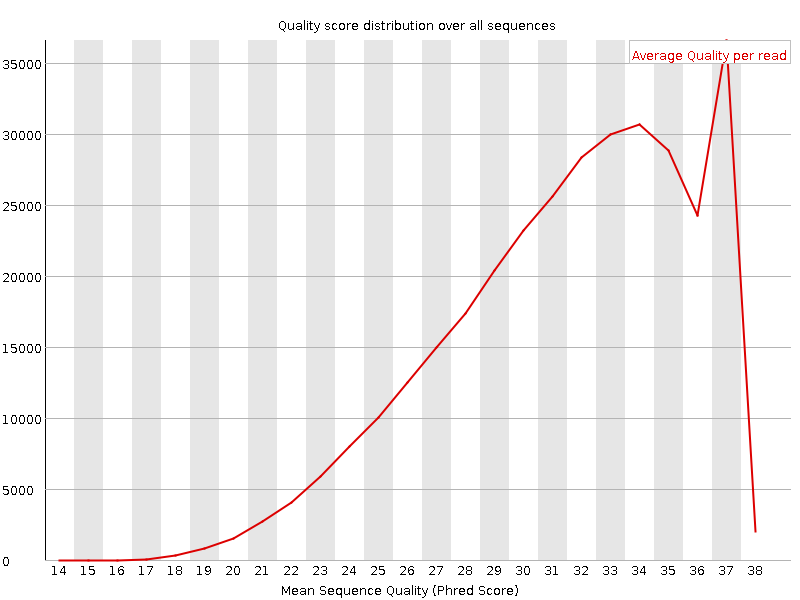 Quality score distribution over all sequences
Average Quality per read
35000
30000
25000
20000
15000
10000
5000
0
14 15 16 17 18 19 20 21 22 23 24 25 26 27 28 29 30 31 32 33 34 35 36 37 38
Mean Sequence Quality (Phred Score)